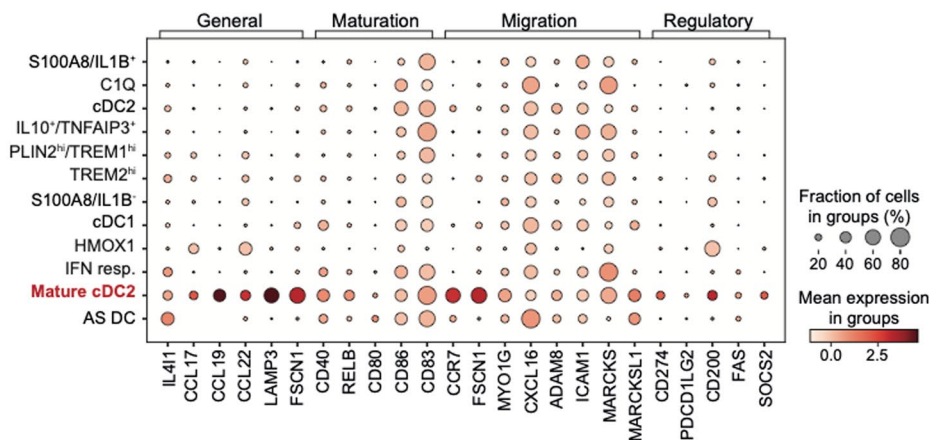 General Maturation Migration Regulatory
S100A8/IL1B⁺
C1Q
cDC2
IL10⁺/TNFAIP3⁺
PLIN2ʰⁱ/TREM1ʰⁱ
TREM2ʰⁱ
S100A8/IL1B⁻
cDC1
HMOX1
IFN resp.
Mature cDC2
AS DC
IL4I1 CCL17 CCL19 CCL22 LAMP3 FSCN1 CD40 RELB CD80 CD86 CD83 CCR7 FSCN1 MYO1G CXCL16 ADAM8 ICAM1 MARCKS MARCKSL1 CD274 PDCD1LG2 CD200 FAS SOCS2
Fraction of cells
in groups (%)
20 40 60 80
Mean expression
in groups
0.0 2.5